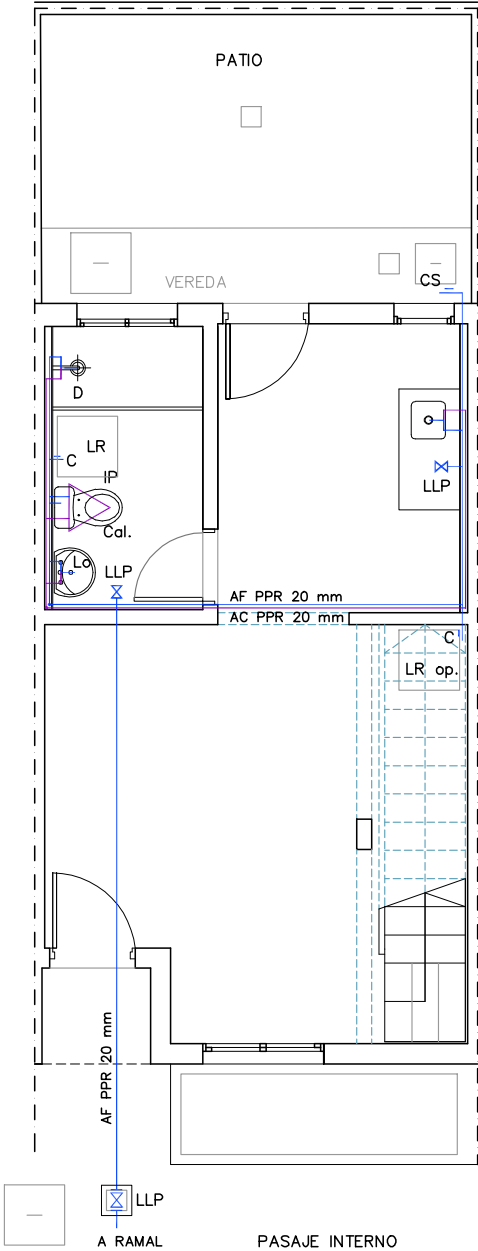 PATIO
VEREDA
CS
D
LR
C
IP
LLP
Cal.
Lo
LLP
AF PPR 20 mm
AC PPR 20 mm
C
LR op.
AF PPR 20 mm
LLP
A RAMAL
PASAJE INTERNO